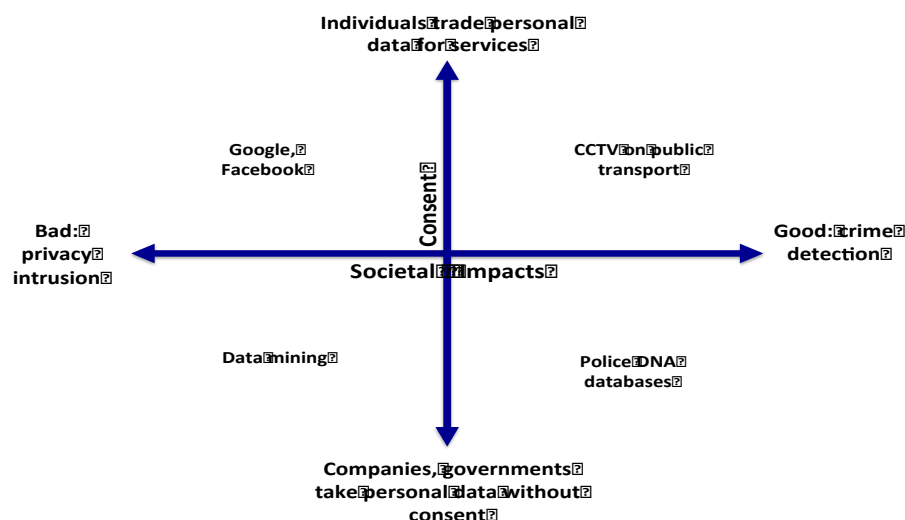 Individuals trade personal
data for services
Google,
Facebook
CCTV on public
transport
Consent
Bad:
privacy
intrusion
Good: crime
detection
Societal Impacts
Data mining
Police DNA
databases
Companies, governments
take personal data without
consent